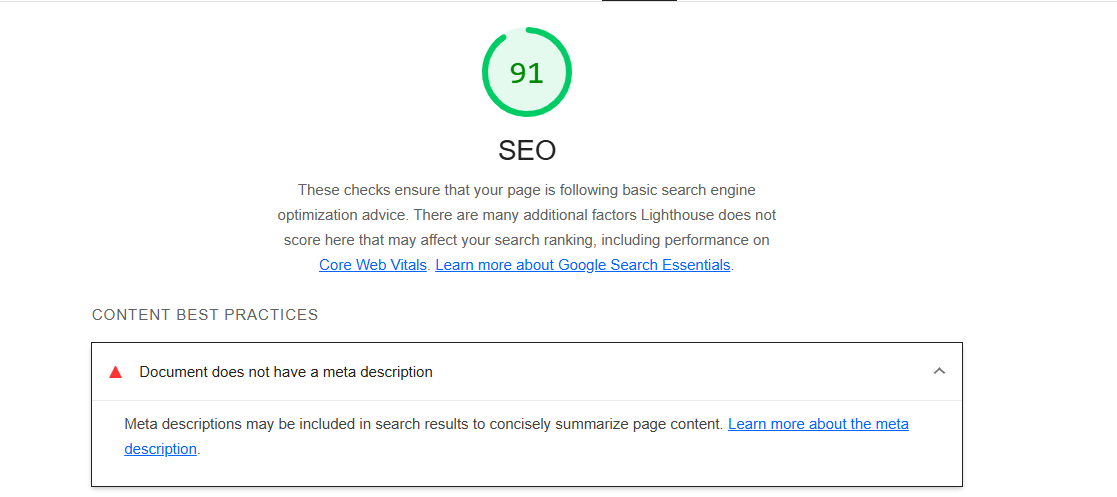 91
SEO
These checks ensure that your page is following basic search engine
optimization advice. There are many additional factors Lighthouse does not
score here that may affect your search ranking, including performance on
Core Web Vitals. Learn more about Google Search Essentials.
CONTENT BEST PRACTICES
Document does not have a meta description
Meta descriptions may be included in search results to concisely summarize page content. Learn more about the meta
description.